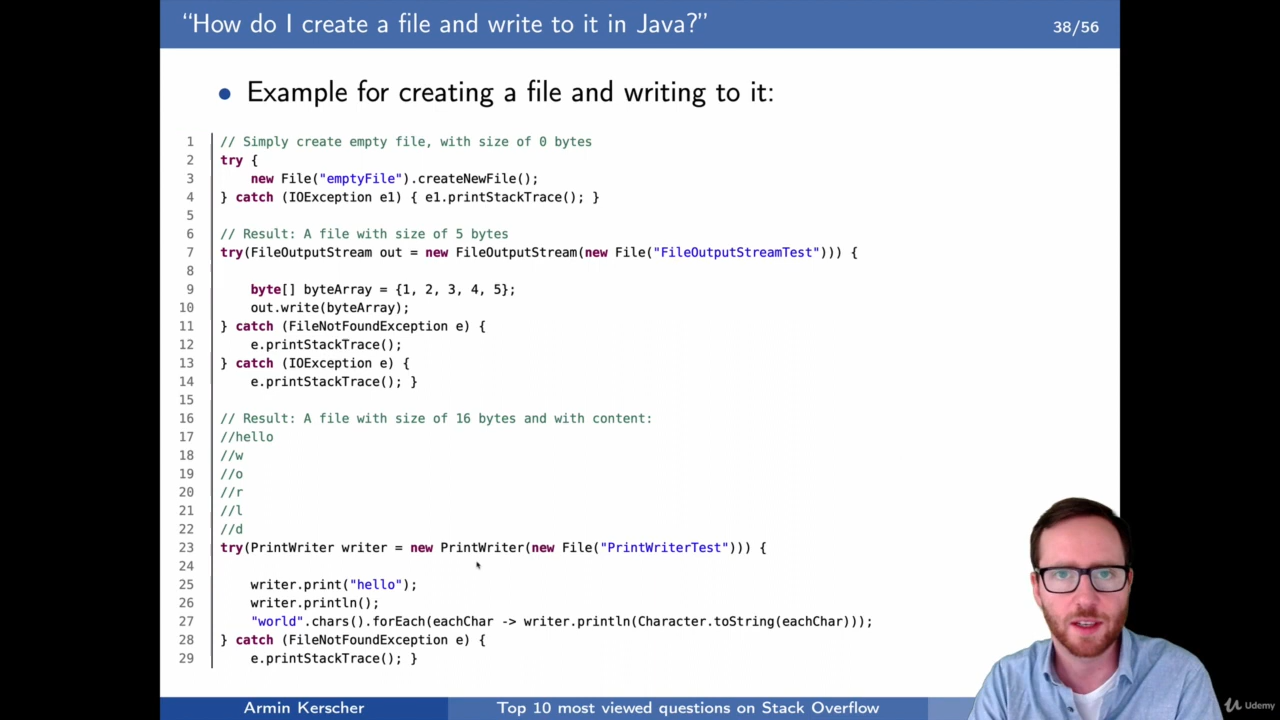 “How do I create a file and write to it in Java?”
38/56
• Example for creating a file and writing to it:
1 // Simply create empty file, with size of 0 bytes
2 try {
3     new File("emptyFile").createNewFile();
4 } catch (IOException e1) { e1.printStackTrace(); }
5
6 // Result: A file with size of 5 bytes
7 try(FileOutputStream out = new FileOutputStream(new File("FileOutputStreamTest"))) {
8
9     byte[] byteArray = {1, 2, 3, 4, 5};
10     out.write(byteArray);
11 } catch (FileNotFoundException e) {
12     e.printStackTrace();
13 } catch (IOException e) {
14     e.printStackTrace(); }
15
16 // Result: A file with size of 16 bytes and with content:
17 //hello
18 //w
19 //o
20 //r
21 //l
22 //d
23 try(PrintWriter writer = new PrintWriter(new File("PrintWriterTest"))) {
24
25     writer.print("hello");
26     writer.println();
27     "world".chars().forEach(eachChar -> writer.println(Character.toString(eachChar)));
28 } catch (FileNotFoundException e) {
29     e.printStackTrace(); }
Armin Kerscher
Top 10 most viewed questions on Stack Overflow
Udemy